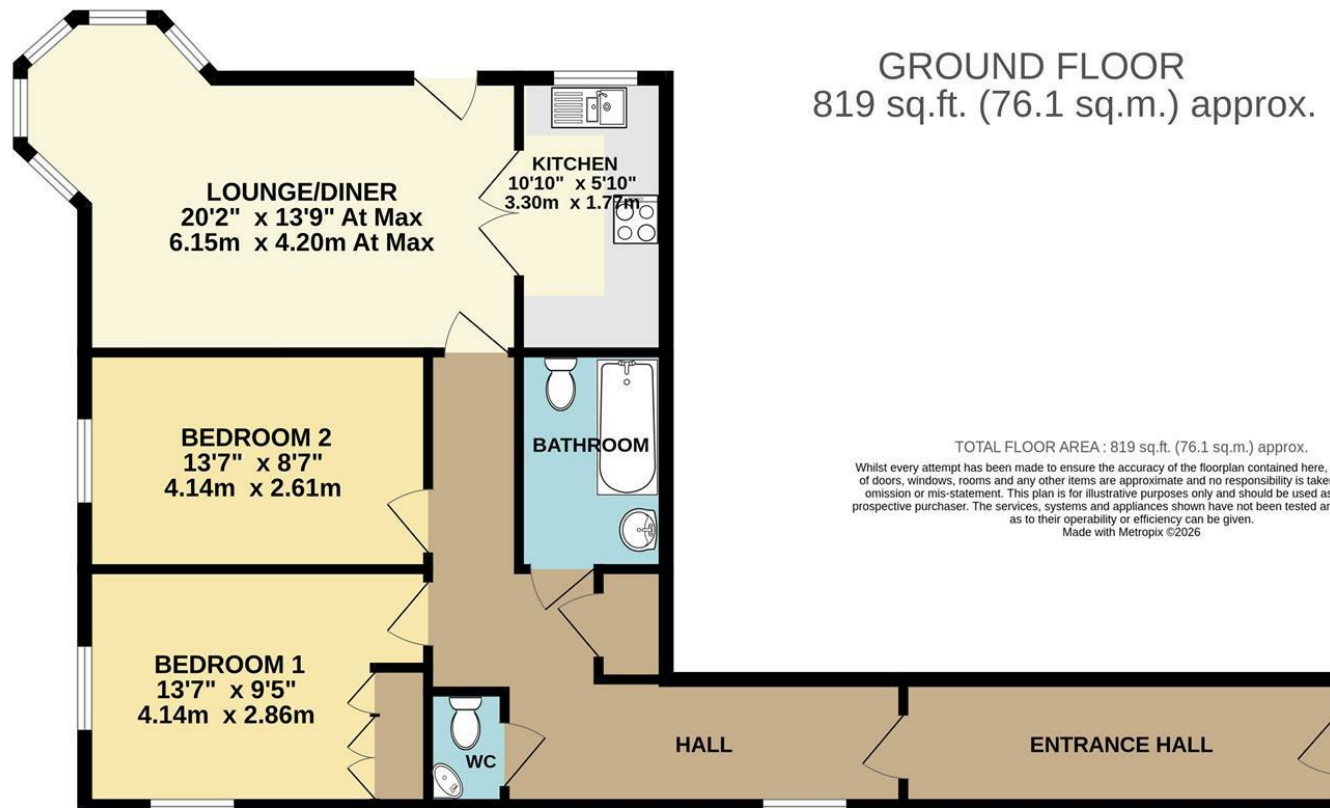 GROUND FLOOR
819 sq.ft. (76.1 sq.m.) approx.
LOUNGE/DINER
20'2" x 13'9" At Max
6.15m x 4.20m At Max
KITCHEN
10'10" x 5'10"
3.30m x 1.77m
BEDROOM 2
13'7" x 8'7"
4.14m x 2.61m
BATHROOM
BEDROOM 1
13'7" x 9'5"
4.14m x 2.86m
WC
HALL
ENTRANCE HALL
TOTAL FLOOR AREA : 819 sq.ft. (76.1 sq.m.) approx.
Whilst every attempt has been made to ensure the accuracy of the floorplan contained here,
of doors, windows, rooms and any other items are approximate and no responsibility is taken
omission or mis-statement. This plan is for illustrative purposes only and should be used as
prospective purchaser. The services, systems and appliances shown have not been tested an
as to their operability or efficiency can be given.
Made with Metropix ©2026